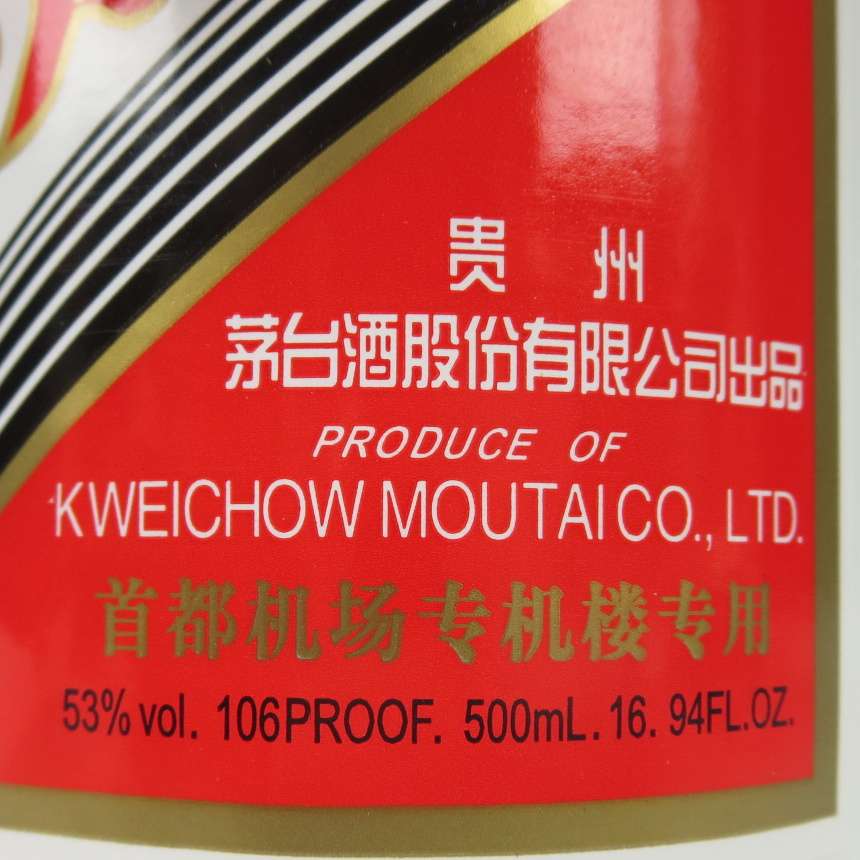 贵 州
茅台酒股份有限公司出品
PRODUCE OF
KWEICHOW MOUTAI CO., LTD.
首都机场专机楼专用
53% vol. 106PROOF. 500mL. 16. 94FL.OZ.